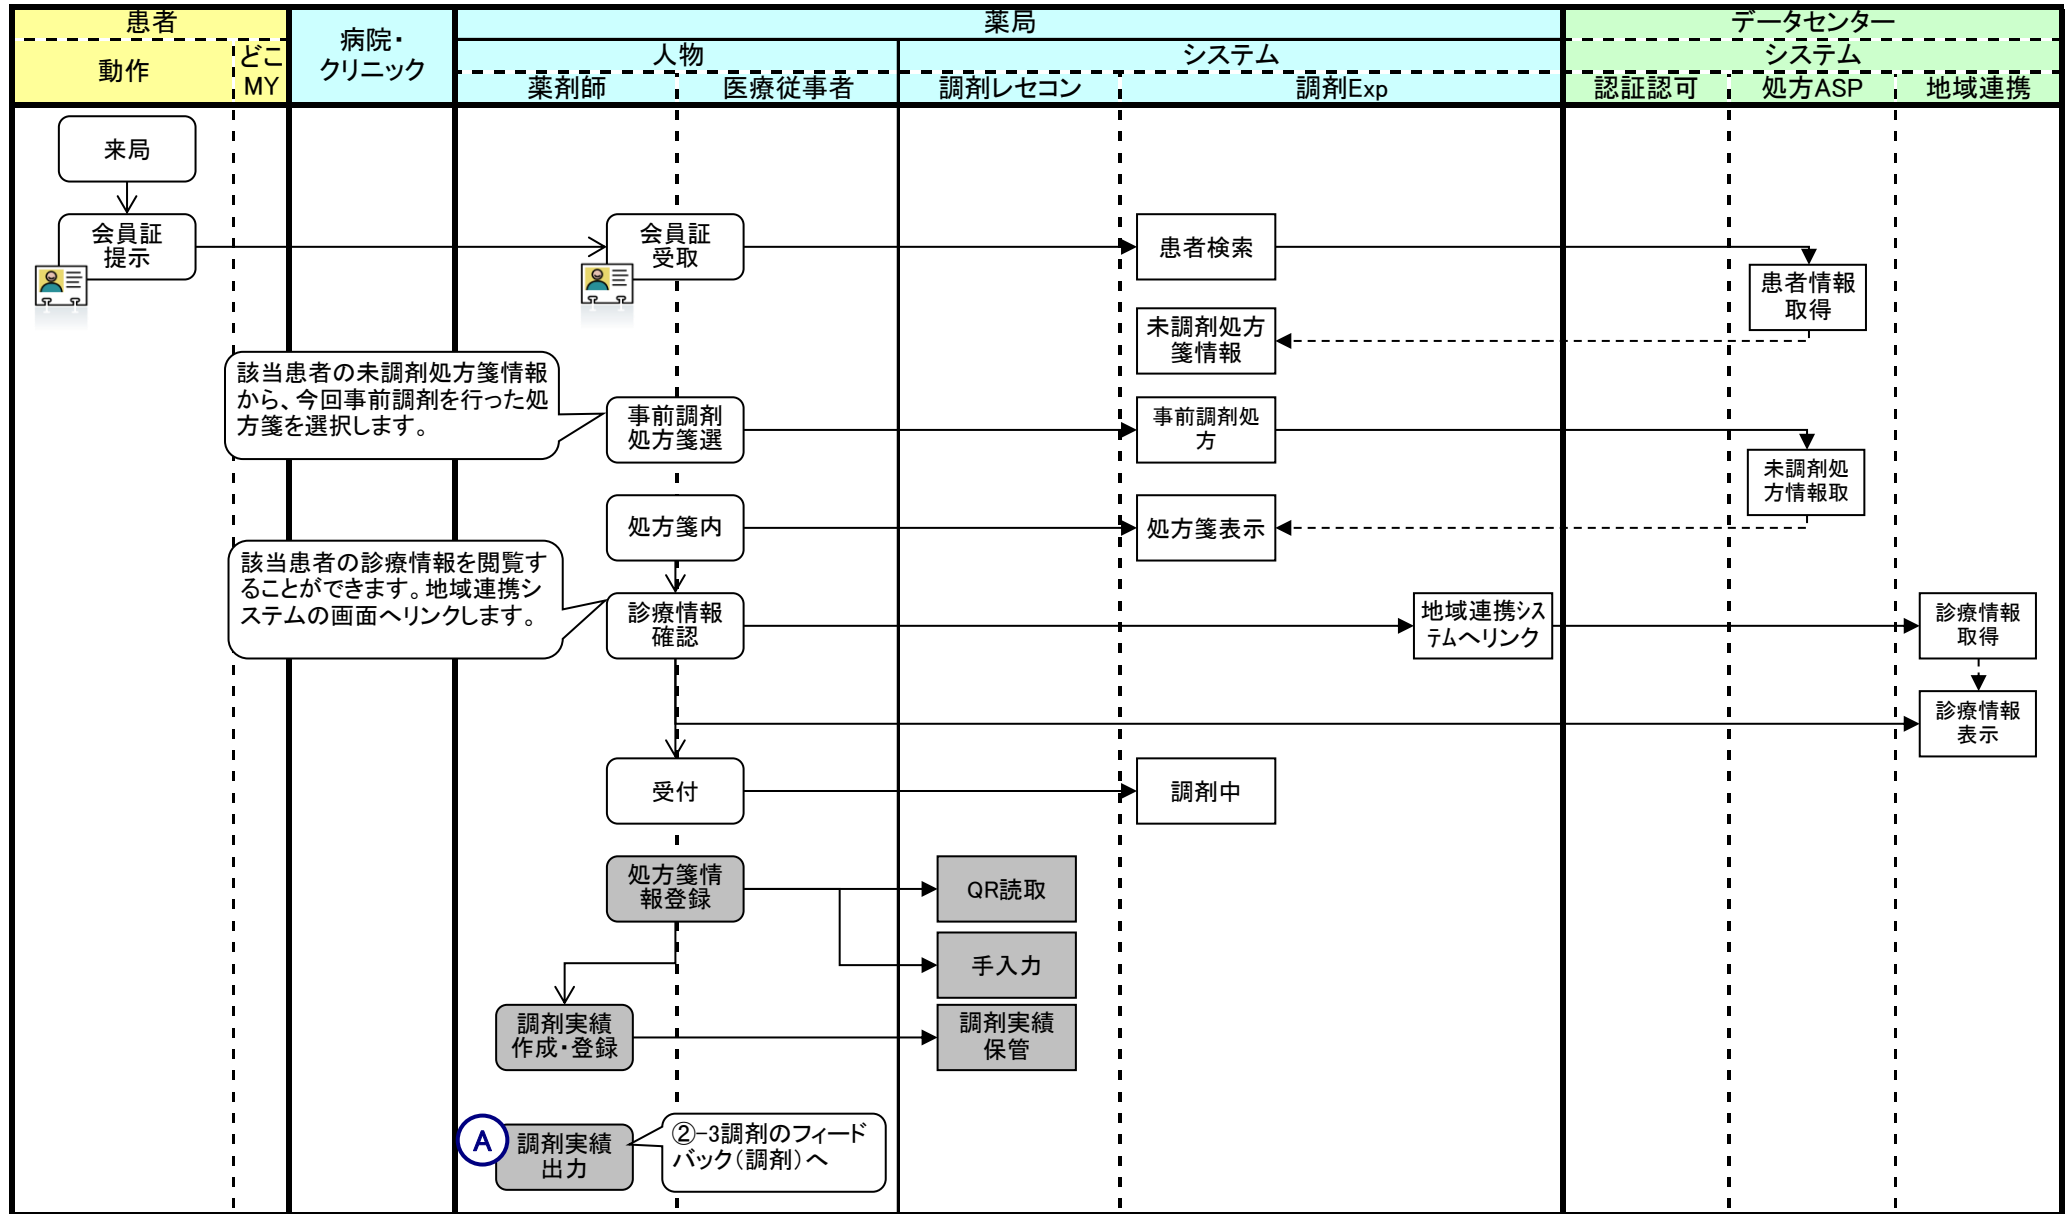 患者
病院・
クリニック
薬局
データセンター
動作
どこ
MY
人物
システム
システム
薬剤師
医療従事者
調剤レセコン
調剤Exp
認証認可
処方ASP
地域連携
来局
会員証
提示
会員証
受取
患者検索
患者情報
取得
未調剤処方
箋情報
該当患者の未調剤処方箋情報
から、今回事前調剤を行った処
方箋を選択します。
事前調剤
処方箋選
事前調剤処
方
未調剤処
方情報取
処方箋内
処方箋表示
該当患者の診療情報を閲覧す
ることができます。地域連携シ
ステムの画面へリンクします。
診療情報
確認
地域連携シス
テムへリンク
診療情報
取得
診療情報
表示
受付
調剤中
処方箋情
報登録
QR読取
手入力
調剤実績
作成・登録
調剤実績
保管
A
調剤実績
出力
②-3調剤のフィード
バック（調剤）へ